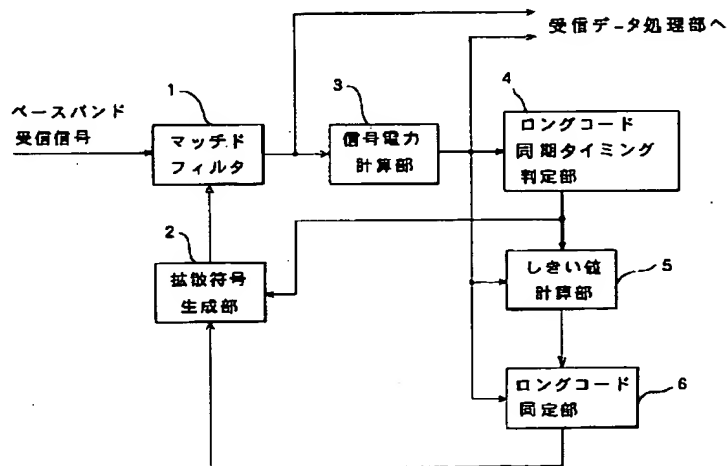 受信データ処理部へ
1
3
4
ベースバンド
受信信号
マッチド
フィルタ
信号電力
計算部
ロングコード
同期タイミング
判定部
2
拡散符号
生成部
しきい値
計算部
5
ロングコード
同定部
6